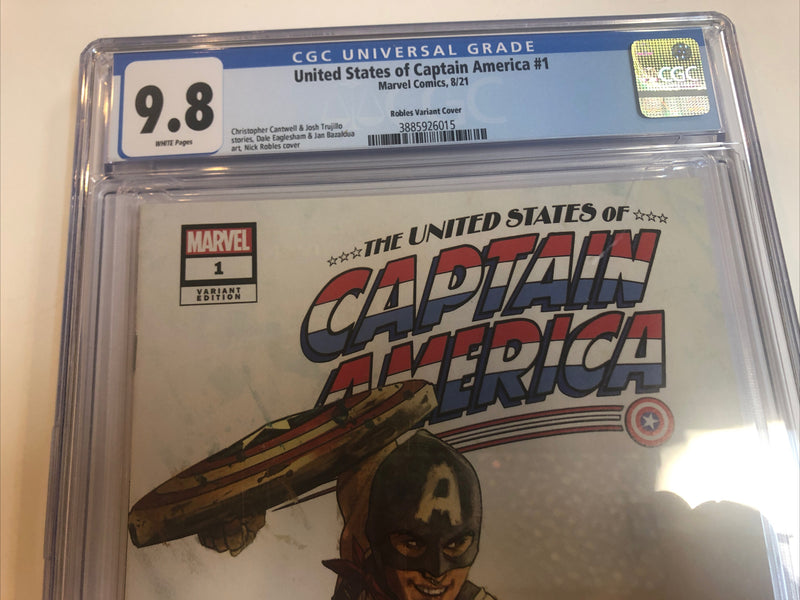 CGC UNIVERSAL GRADE
9.8
WHITE Pages
United States of Captain America #1
Marvel Comics, 8/21
Robles Variant Cover
3885926015
Christopher Cantwell & Josh Trujillo
stories, Dale Eaglesham & Jan Bazaldua
art, Nick Robles cover
CGC
CGC
MARVEL
1
VARIANT
EDITION
THE UNITED STATES OF
CAPTAIN
AMERICA
A